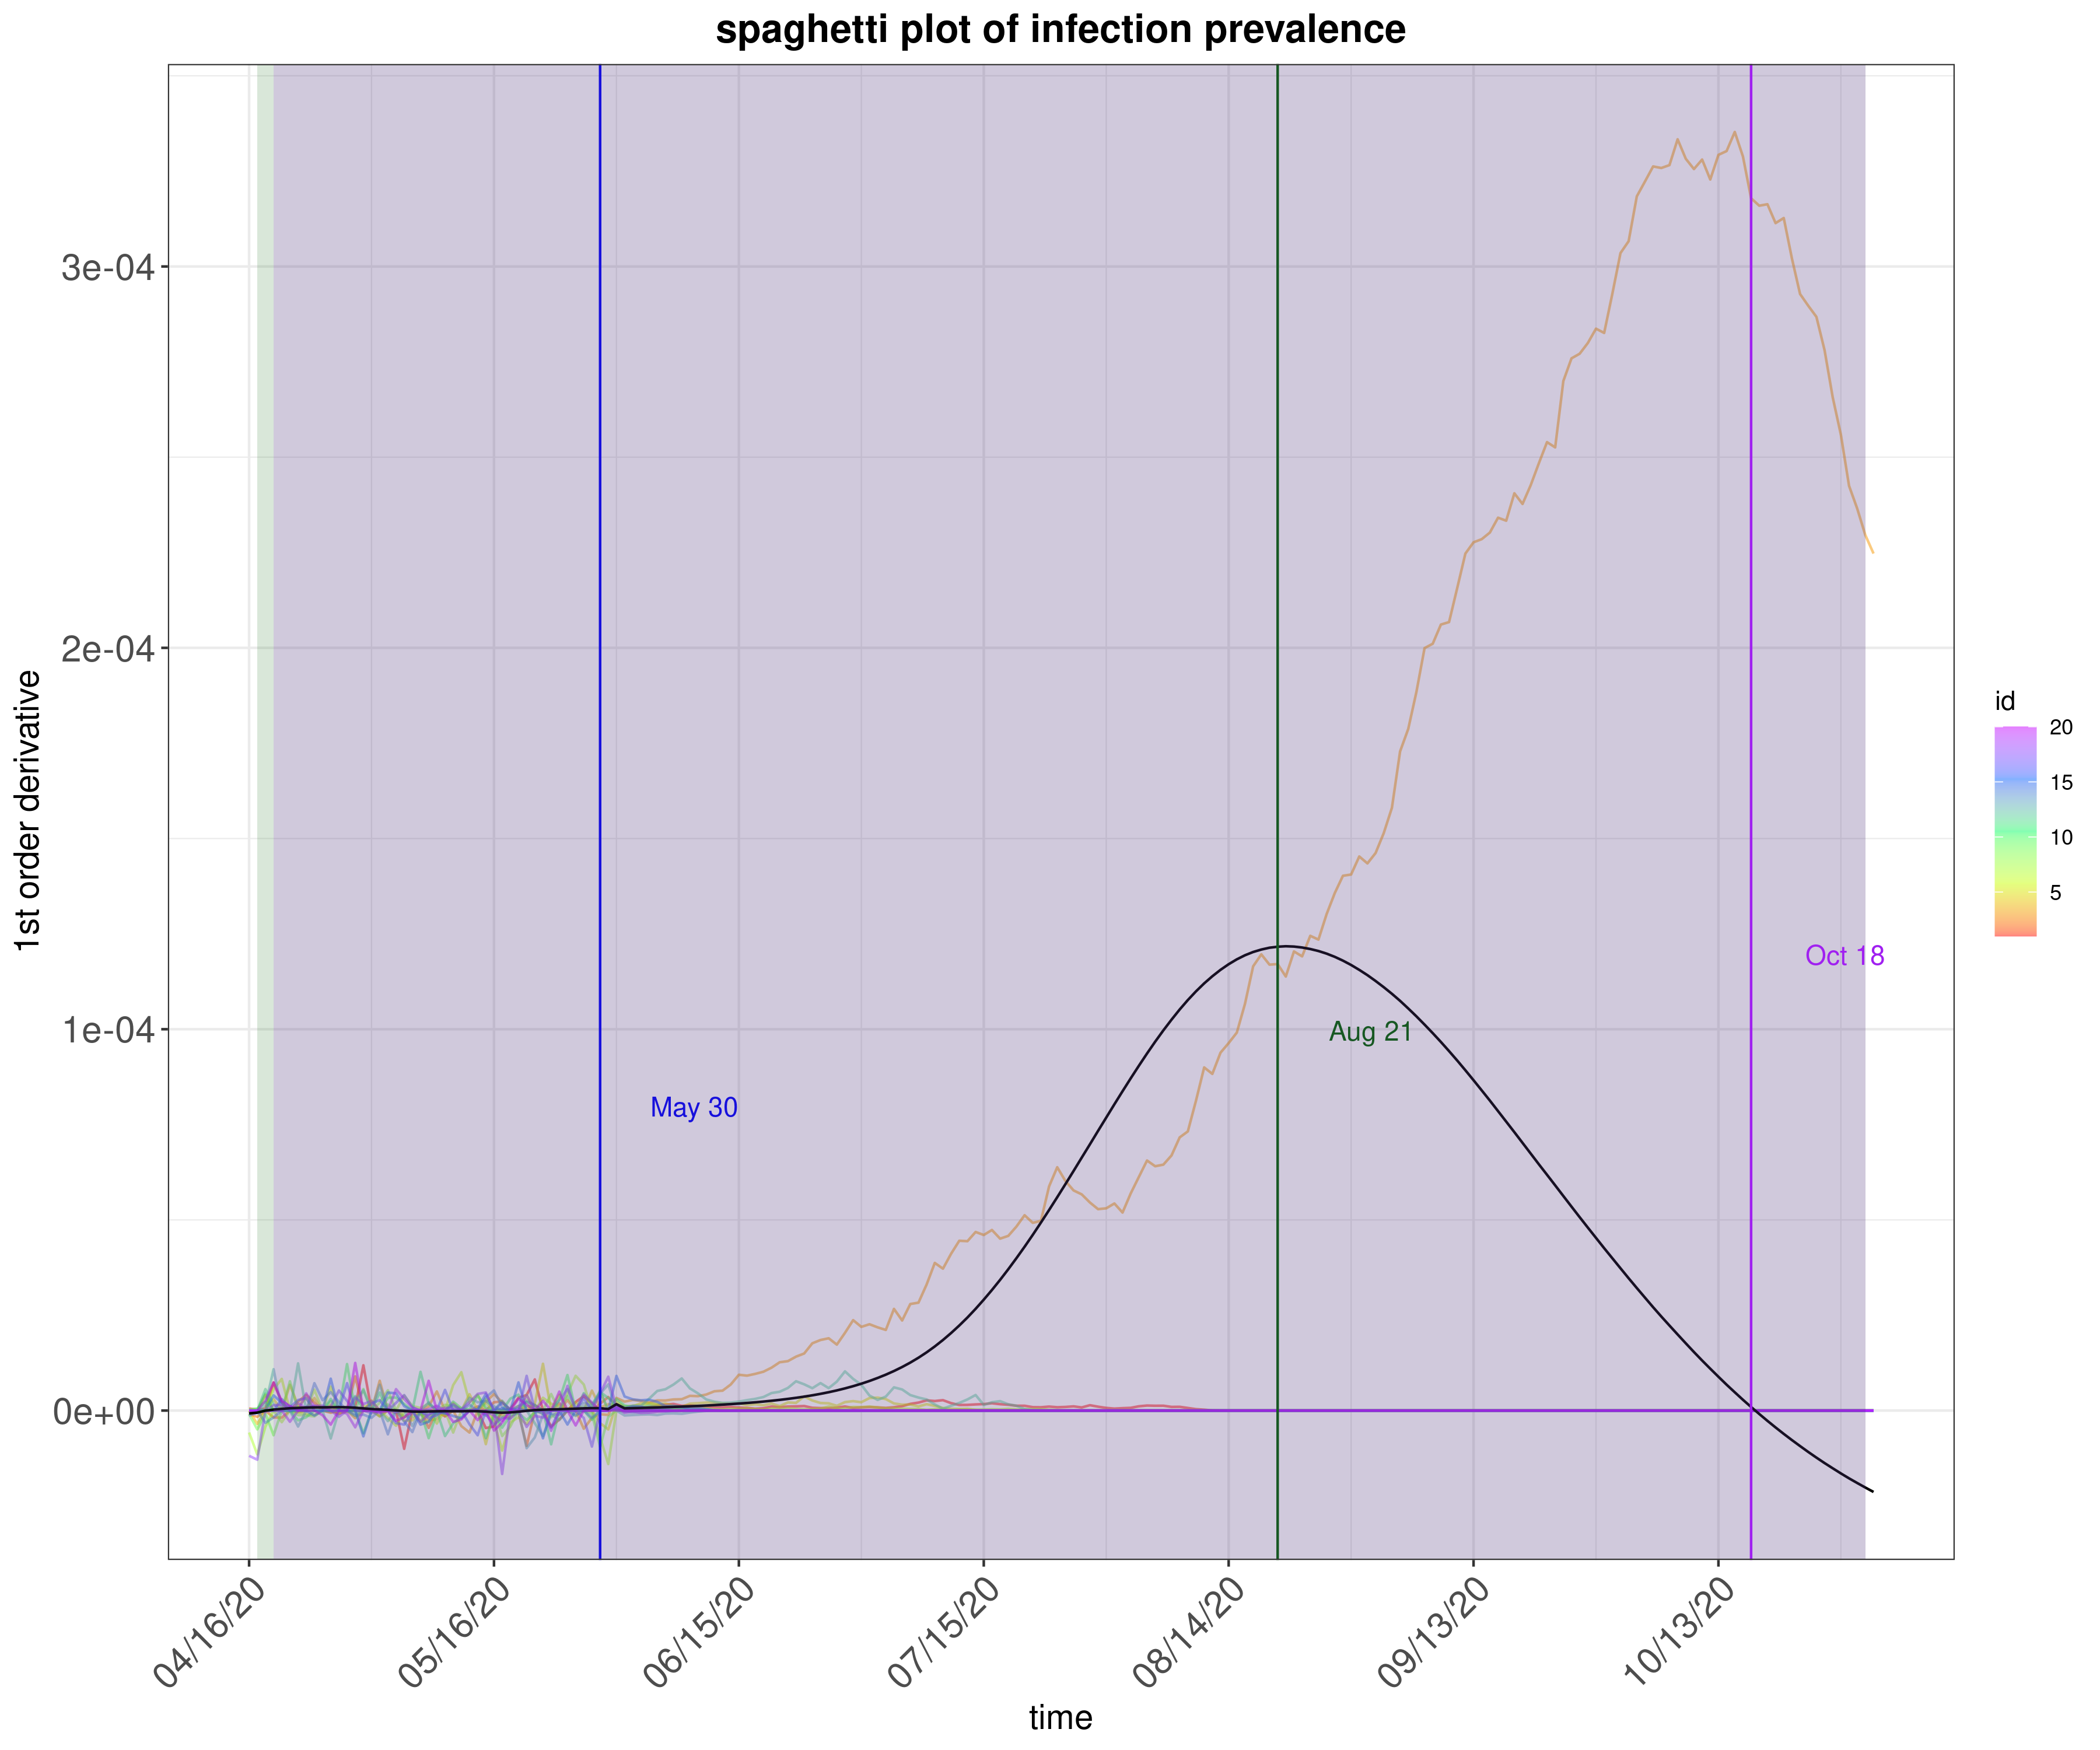 spaghetti plot of infection prevalence
1st order derivative
3e-04
2e-04
1e-04
0e+00
May 30
Aug 21
Oct 18
04/16/20
05/16/20
06/15/20
07/15/20
08/14/20
09/13/20
10/13/20
time
id
20
15
10
5